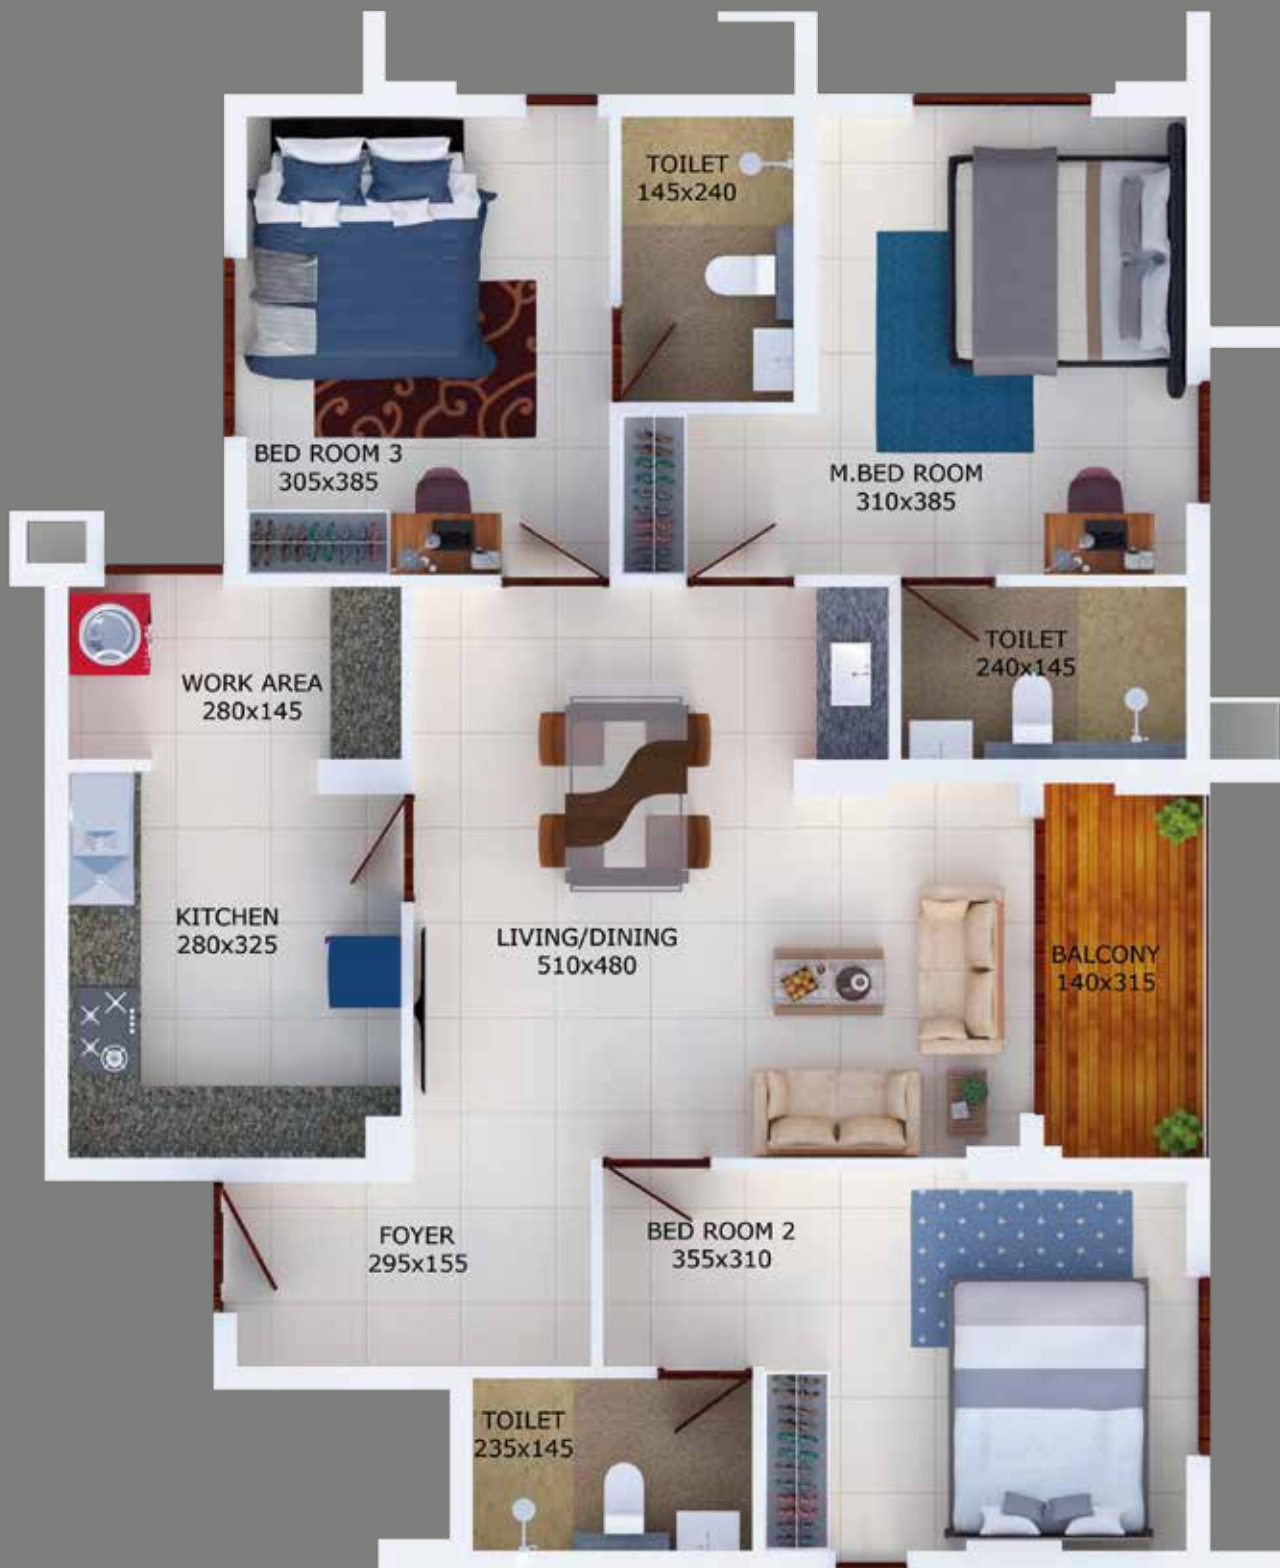 TOILET
145x240
BED ROOM 3
305x385
M.BED ROOM
310x385
WORK AREA
280x145
TOILET
240x145
KITCHEN
280x325
LIVING/DINING
510x480
BALCONY
140x315
FOYER
295x155
BED ROOM 2
355x310
TOILET
235x145